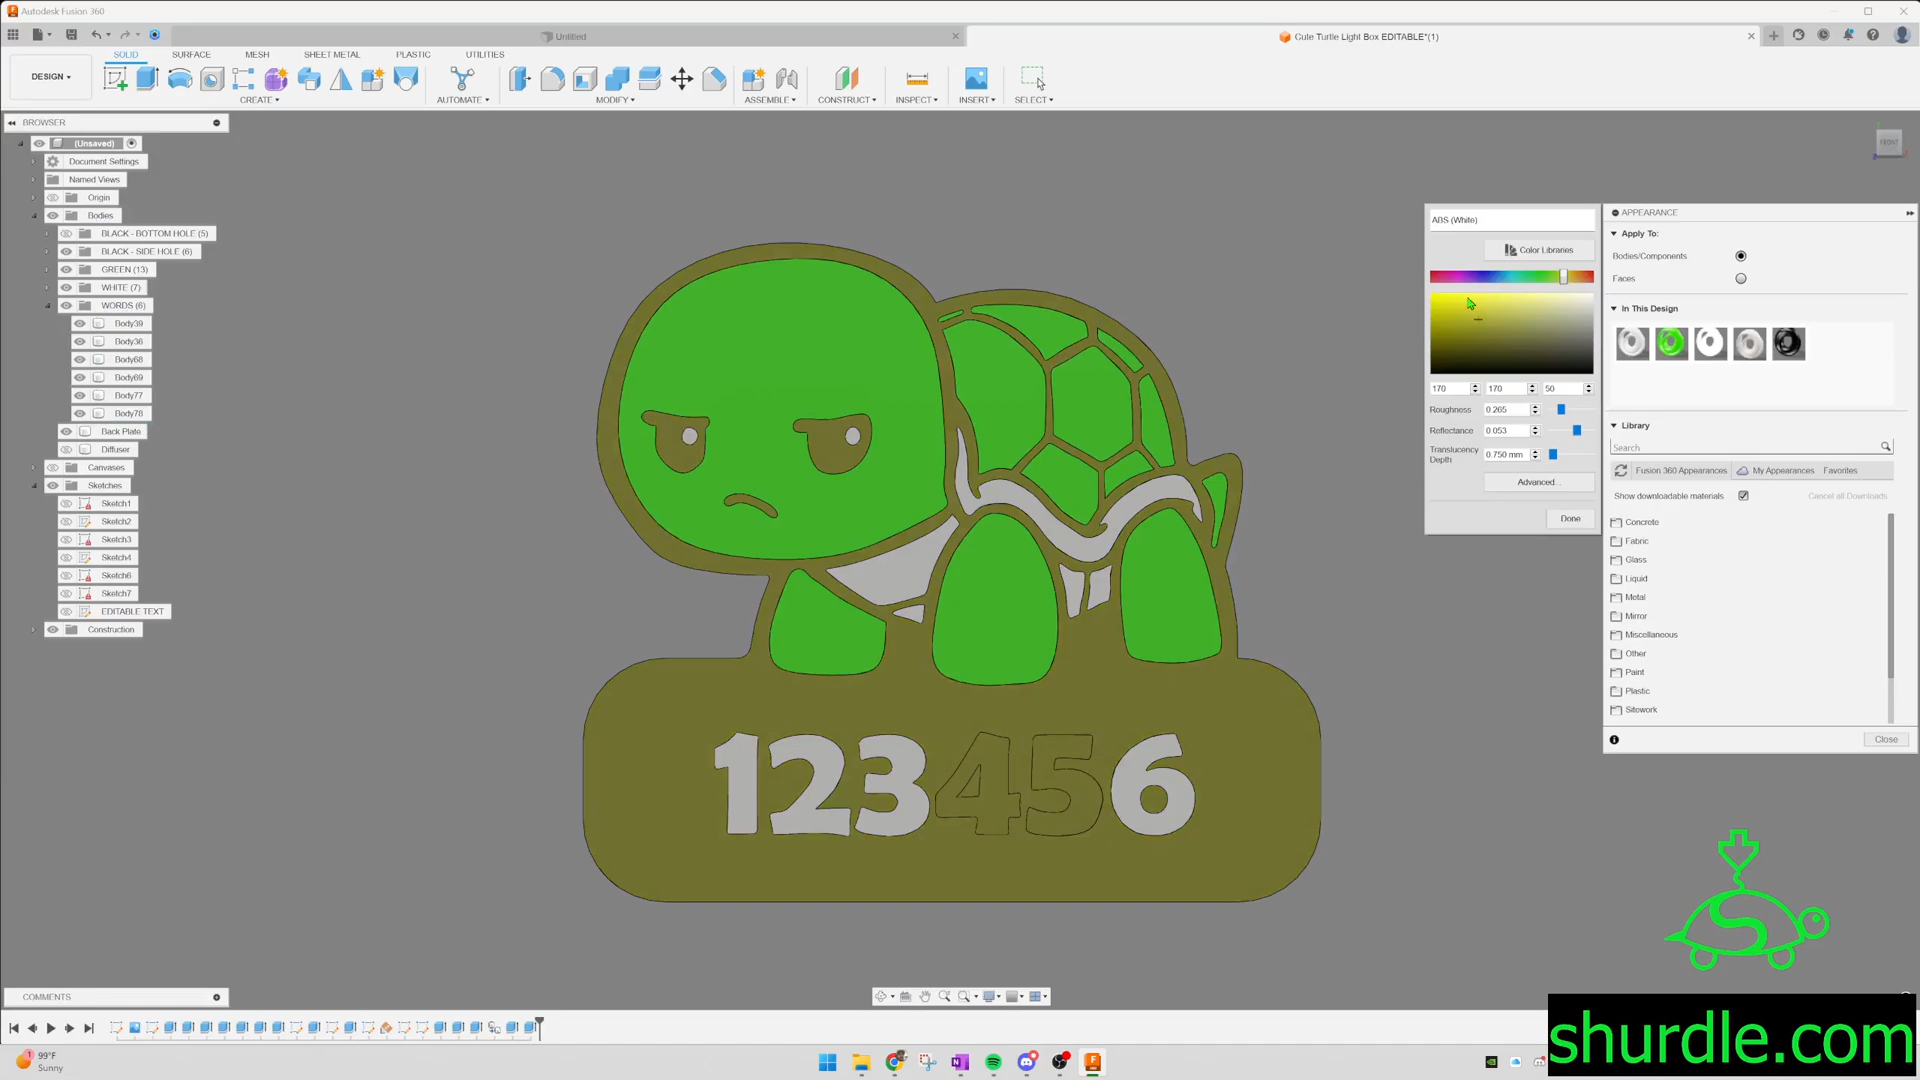 Autodesk Fusion 360
Untitled
Cute Turtle Light Box EDITABLE*(1)
SOLID SURFACE MESH SHEET METAL PLASTIC UTILITIES
DESIGN
CREATE AUTOMATE MODIFY ASSEMBLE CONSTRUCT INSPECT INSERT SELECT
BROWSER
(Unsaved)
Document Settings
Named Views
Origin
Bodies
BLACK - BOTTOM HOLE (5)
BLACK - SIDE HOLE (6)
GREEN (13)
WHITE (7)
WORDS (6)
Body39
Body36
Body68
Body69
Body77
Body78
Back Plate
Diffuser
Canvases
Sketches
Sketch1
Sketch2
Sketch3
Sketch4
Sketch6
Sketch7
EDITABLE TEXT
Construction
123456
FRONT
ABS (White)
Color Libraries
170 170 50
Roughness 0.265
Reflectance 0.053
Translucency Depth 0.750 mm
Advanced...
Done
APPEARANCE
Apply To:
Bodies/Components
Faces
In This Design
Library
Search
Fusion 360 Appearances My Appearances Favorites
Show downloadable materials Cancel all Downloads
Concrete
Fabric
Glass
Liquid
Metal
Mirror
Miscellaneous
Other
Paint
Plastic
Sitework
Close
COMMENTS
1
99°F
Sunny
shurdle.com